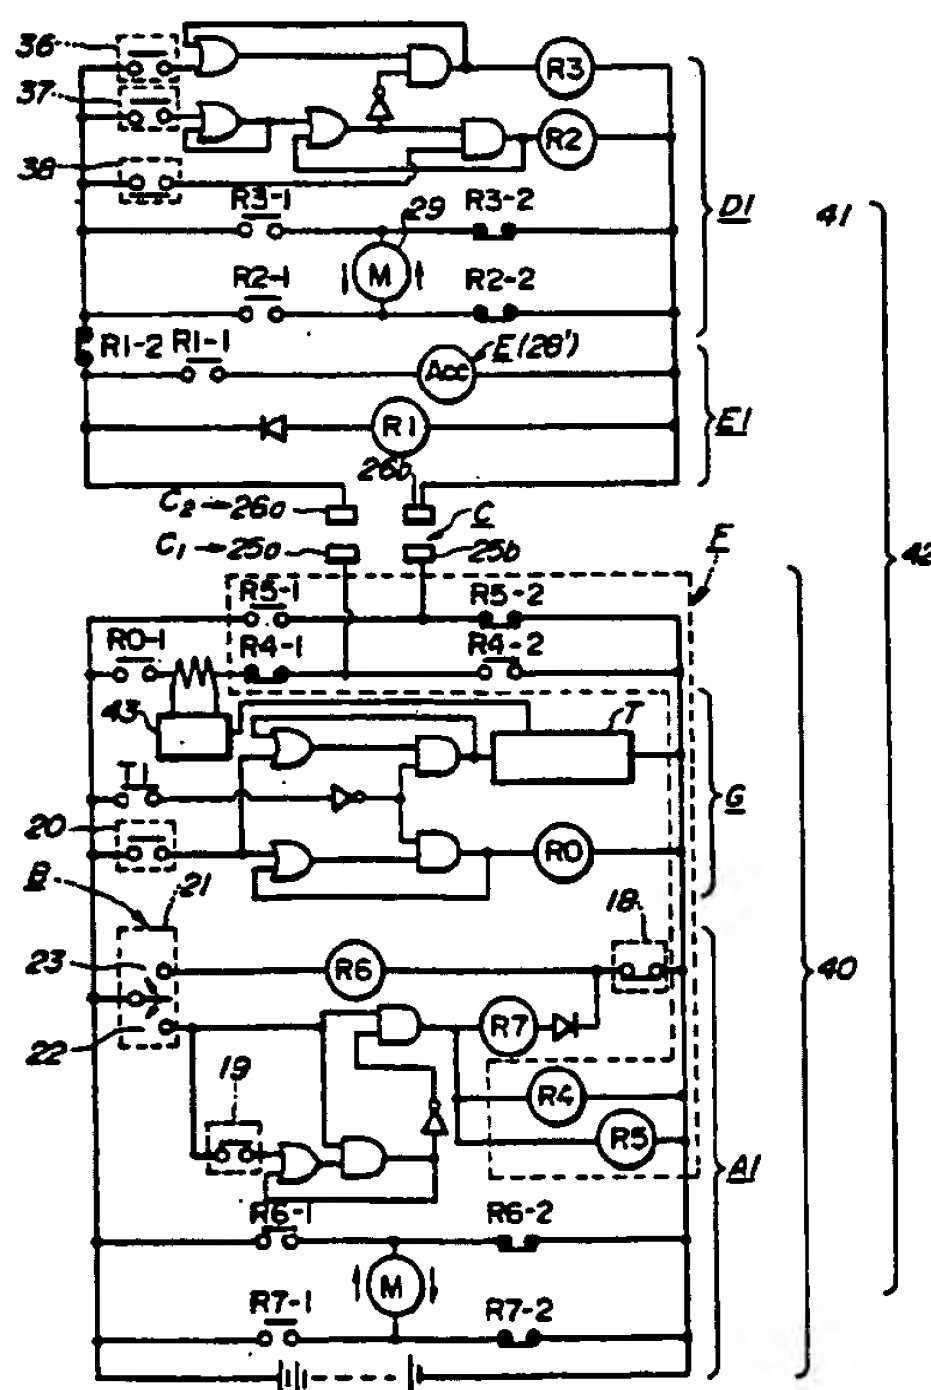 36
37
38
R3
R2
R3-1
29
R3-2
D1
41
M
R2-1
R2-2
R1-2 R1-1
E(28')
Acc
R1
E1
26b
C2 26a
C
C1 25a
25b
F
42
R5-1
R5-2
R0-1
R4-1
R4-2
43
T
T1
G
20
R0
B
21
18
23
R6
40
22
R7
19
R4
R5
A1
R6-1
R6-2
M
R7-1
R7-2